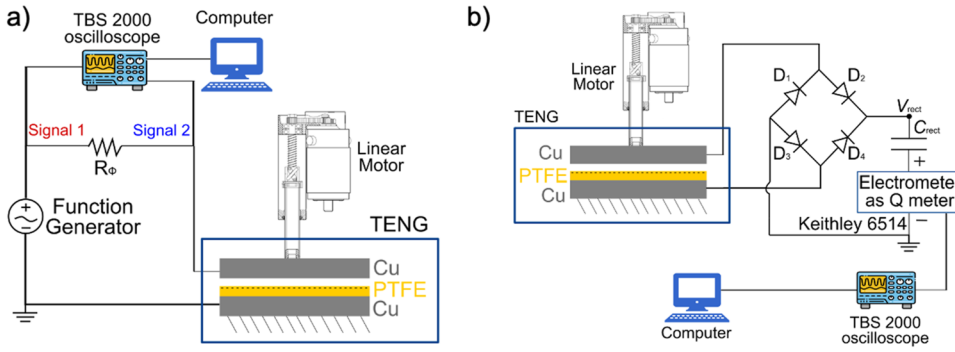 a)
TBS 2000
oscilloscope
Computer
Signal 1
Signal 2
RΦ
Linear
Motor
Function
Generator
TENG
Cu
PTFE
Cu
b)
Linear
Motor
TENG
Cu
PTFE
Cu
D1
D2
D3
D4
Vrect
Crect
+
Electrometer
as Q meter
−
Keithley 6514
Computer
TBS 2000
oscilloscope